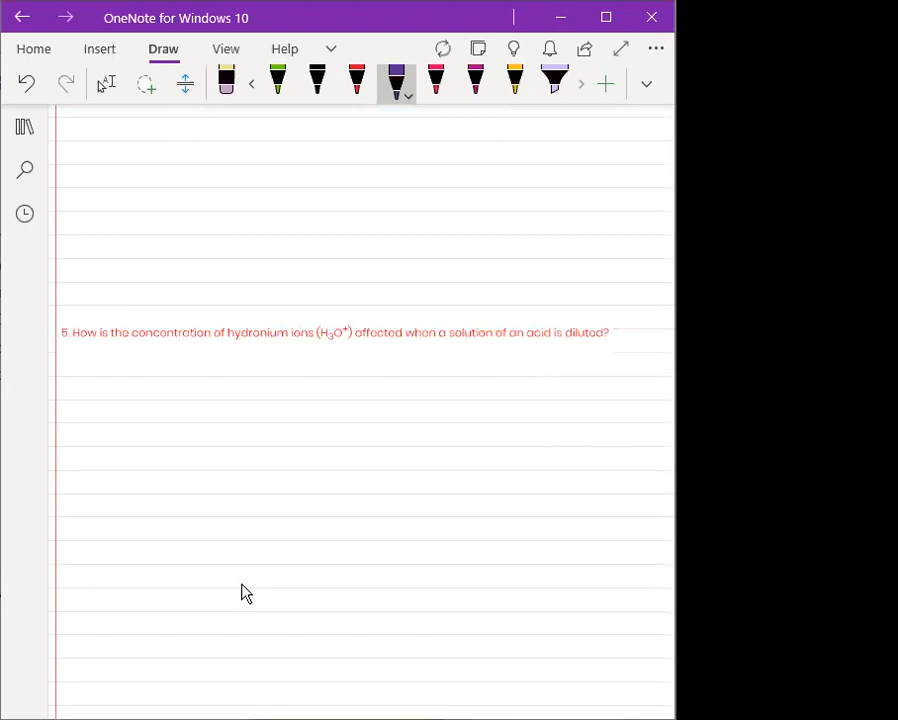 OneNote for Windows 10
Home Insert Draw View Help
5. How is the concentration of hydronium ions (H₃O⁺) affected when a solution of an acid is diluted?